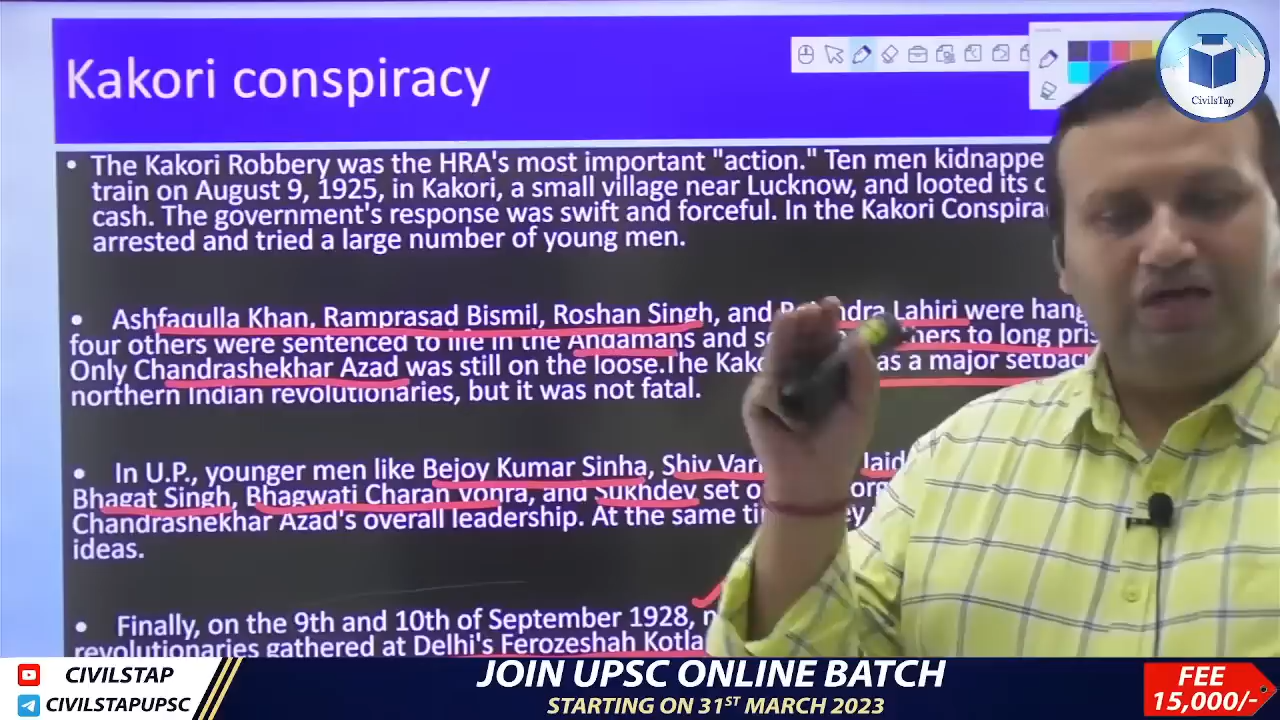 Kakori conspiracy
CivilsTap
• The Kakori Robbery was the HRA's most important "action." Ten men kidnappe
train on August 9, 1925, in Kakori, a small village near Lucknow, and looted its c
cash. The government's response was swift and forceful. In the Kakori Conspira
arrested and tried a large number of young men.
• Ashfaqulla Khan, Ramprasad Bismil, Roshan Singh, and Lahiri were hang
four others were sentenced to life in the Andamans and to long pris
Only Chandrashekhar Azad was still on the loose.The Kak as a major setbac
northern Indian revolutionaries, but it was not fatal.
• In U.P., younger men like Bejoy Kumar Sinha, Shiv Var
Bhagat Singh, Bhagwati Charan Vohra, and Sukhdev set o
Chandrashekhar Azad's overall leadership. At the same ti
ideas.
• Finally, on the 9th and 10th of September 1928,
revolutionaries gathered at Delhi's Ferozeshah Kotla
CIVILSTAP
CIVILSTAPUPSC
JOIN UPSC ONLINE BATCH
STARTING ON 31ST MARCH 2023
FEE
15,000/-